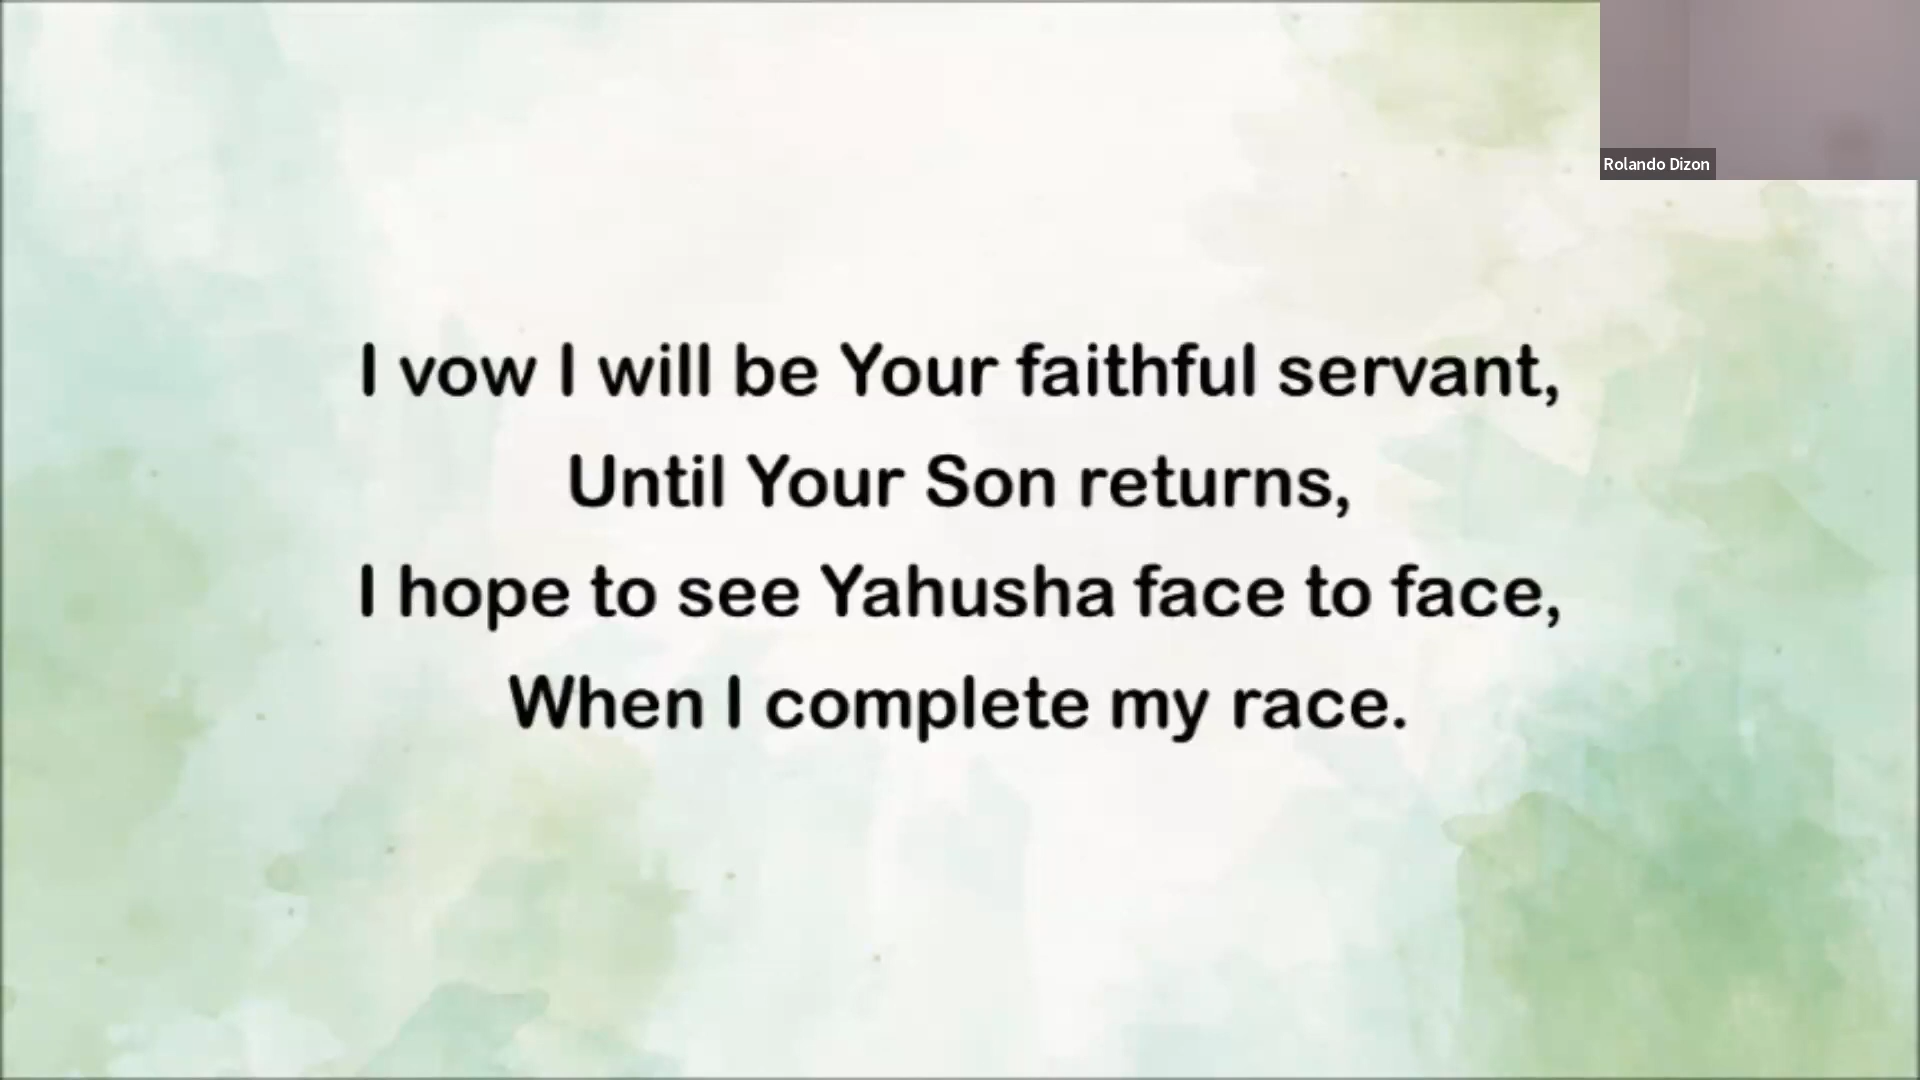 Rolando Dizon
I vow I will be Your faithful servant,
Until Your Son returns,
I hope to see Yahusha face to face,
When I complete my race.